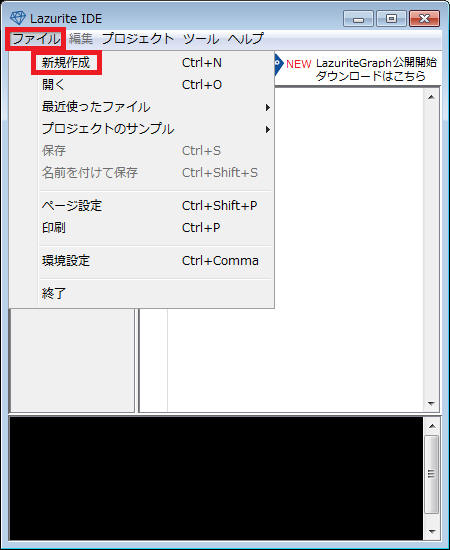 Lazurite IDE
ファイル 編集 プロジェクト ツール ヘルプ
NEW LazuriteGraph公開開始
ダウンロードはこちら
新規作成 Ctrl+N
開く Ctrl+O
最近使ったファイル
プロジェクトのサンプル
保存 Ctrl+S
名前を付けて保存 Ctrl+Shift+S
ページ設定 Ctrl+Shift+P
印刷 Ctrl+P
環境設定 Ctrl+Comma
終了